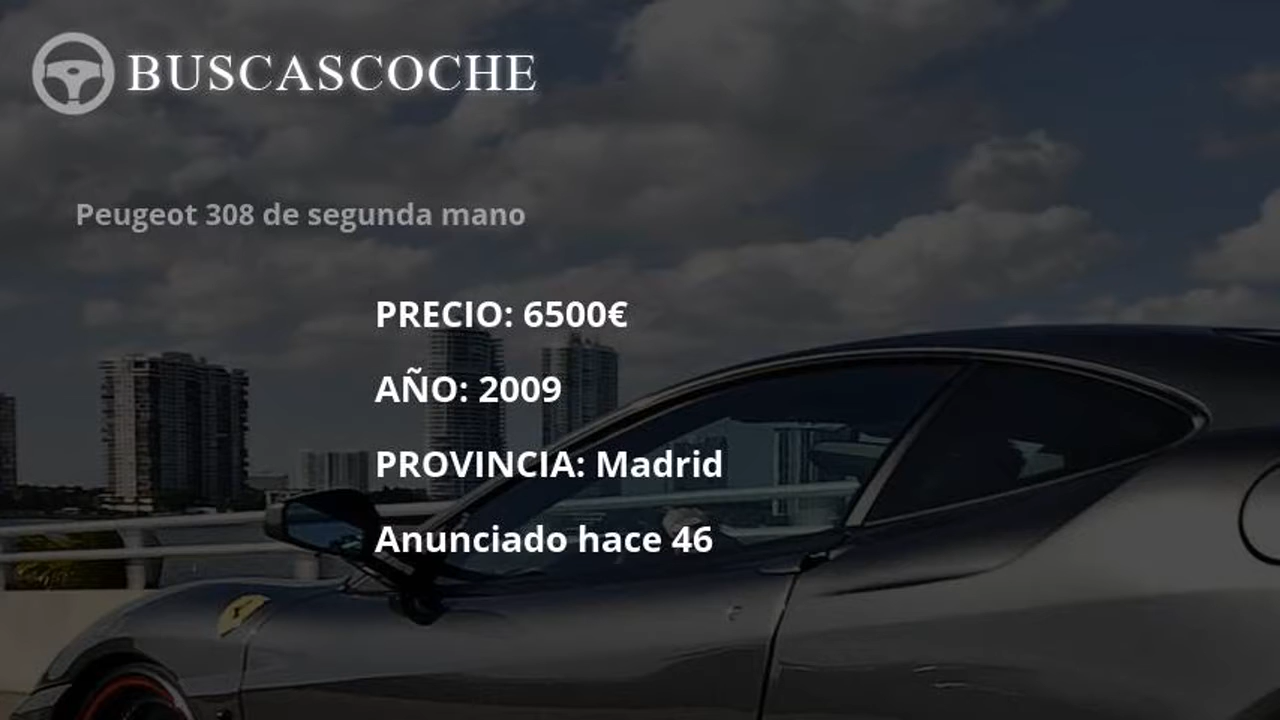 BUSCASCOCHE
Peugeot 308 de segunda mano
PRECIO: 6500€
AÑO: 2009
PROVINCIA: Madrid
Anunciado hace 46